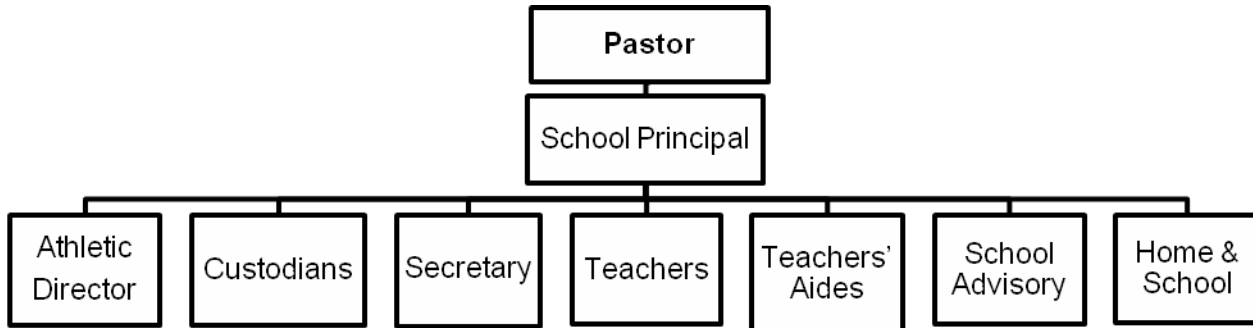 Pastor
School Principal
Athletic
Director
Custodians
Secretary
Teachers
Teachers’
Aides
School
Advisory
Home &
School